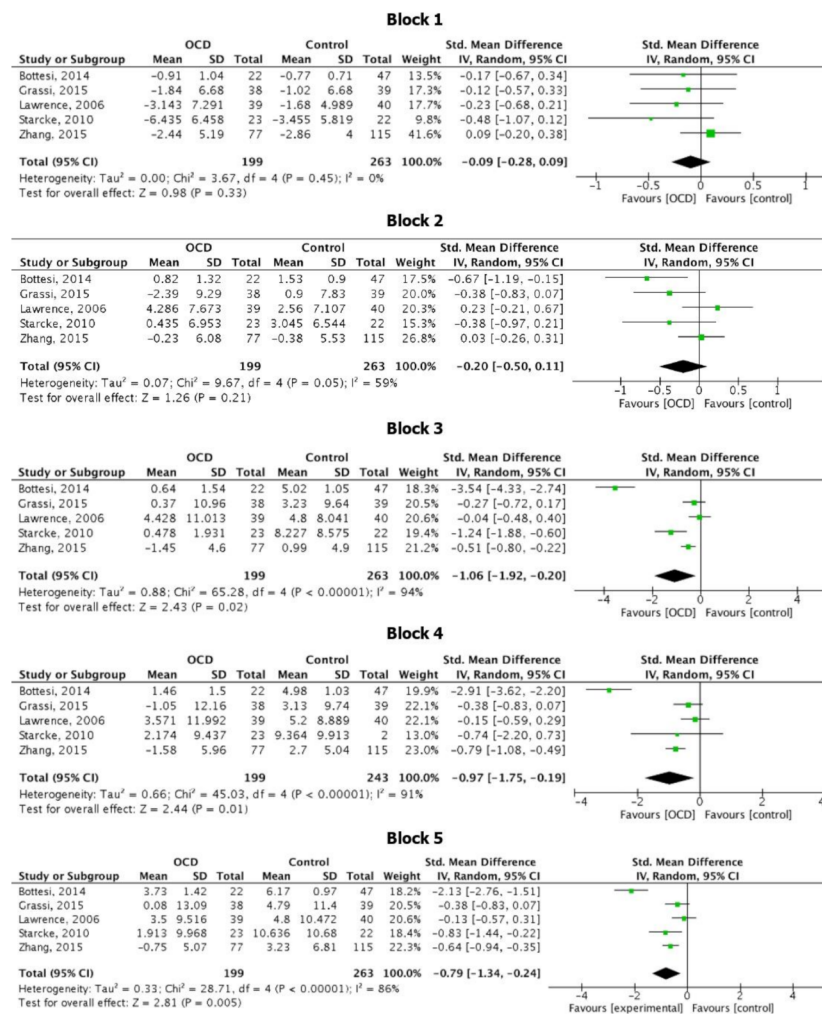 Block 1
OCD Control Std. Mean Difference Std. Mean Difference
Study or Subgroup Mean SD Total Mean SD Total Weight IV, Random, 95% CI IV, Random, 95% CI
Bottesi, 2014 -0.91 1.04 22 -0.77 0.71 47 13.5% -0.17 [-0.67, 0.34]
Grassi, 2015 -1.84 6.68 38 -1.02 6.68 39 17.3% -0.12 [-0.57, 0.33]
Lawrence, 2006 -3.143 7.291 39 -1.68 4.989 40 17.7% -0.23 [-0.68, 0.21]
Starcke, 2010 -6.435 6.458 23 -3.455 5.819 22 9.8% -0.48 [-1.07, 0.12]
Zhang, 2015 -2.44 5.19 77 -2.86 4 115 41.6% 0.09 [-0.20, 0.38]
Total (95% CI) 199 263 100.0% -0.09 [-0.28, 0.09]
Heterogeneity: Tau² = 0.00; Chi² = 3.67, df = 4 (P = 0.45); I² = 0%
Test for overall effect: Z = 0.98 (P = 0.33)
-1 -0.5 0 0.5 1
Favours [OCD] Favours [control]
Block 2
OCD Control Std. Mean Difference Std. Mean Difference
Study or Subgroup Mean SD Total Mean SD Total Weight IV, Random, 95% CI IV, Random, 95% CI
Bottesi, 2014 0.82 1.32 22 1.53 0.9 47 17.5% -0.67 [-1.19, -0.15]
Grassi, 2015 -2.39 9.29 38 0.9 7.83 39 20.0% -0.38 [-0.83, 0.07]
Lawrence, 2006 4.286 7.673 39 2.56 7.107 40 20.3% 0.23 [-0.21, 0.67]
Starcke, 2010 0.435 6.953 23 3.045 6.544 22 15.3% -0.38 [-0.97, 0.21]
Zhang, 2015 -0.23 6.08 77 -0.38 5.53 115 26.8% 0.03 [-0.26, 0.31]
Total (95% CI) 199 263 100.0% -0.20 [-0.50, 0.11]
Heterogeneity: Tau² = 0.07; Chi² = 9.67, df = 4 (P = 0.05); I² = 59%
Test for overall effect: Z = 1.26 (P = 0.21)
-1 -0.5 0 0.5 1
Favours [OCD] Favours [control]
Block 3
OCD Control Std. Mean Difference Std. Mean Difference
Study or Subgroup Mean SD Total Mean SD Total Weight IV, Random, 95% CI IV, Random, 95% CI
Bottesi, 2014 0.64 1.54 22 5.02 1.05 47 18.3% -3.54 [-4.33, -2.74]
Grassi, 2015 0.37 10.96 38 3.23 9.64 39 20.5% -0.27 [-0.72, 0.17]
Lawrence, 2006 4.428 11.013 39 4.8 8.041 40 20.6% -0.04 [-0.48, 0.40]
Starcke, 2010 0.478 1.931 23 8.227 8.575 22 19.4% -1.24 [-1.88, -0.60]
Zhang, 2015 -1.45 4.6 77 0.99 4.9 115 21.2% -0.51 [-0.80, -0.22]
Total (95% CI) 199 263 100.0% -1.06 [-1.92, -0.20]
Heterogeneity: Tau² = 0.88; Chi² = 65.28, df = 4 (P < 0.00001); I² = 94%
Test for overall effect: Z = 2.43 (P = 0.02)
-4 -2 0 2 4
Favours [OCD] Favours [control]
Block 4
OCD Control Std. Mean Difference Std. Mean Difference
Study or Subgroup Mean SD Total Mean SD Total Weight IV, Random, 95% CI IV, Random, 95% CI
Bottesi, 2014 1.46 1.5 22 4.98 1.03 47 19.9% -2.91 [-3.62, -2.20]
Grassi, 2015 -1.05 12.16 38 3.13 9.74 39 22.1% -0.38 [-0.83, 0.07]
Lawrence, 2006 3.571 11.992 39 5.2 8.889 40 22.1% -0.15 [-0.59, 0.29]
Starcke, 2010 2.174 9.437 23 9.364 9.913 2 13.0% -0.74 [-2.20, 0.73]
Zhang, 2015 -1.58 5.96 77 2.7 5.04 115 23.0% -0.79 [-1.08, -0.49]
Total (95% CI) 199 243 100.0% -0.97 [-1.75, -0.19]
Heterogeneity: Tau² = 0.66; Chi² = 45.03, df = 4 (P < 0.00001); I² = 91%
Test for overall effect: Z = 2.44 (P = 0.01)
-4 -2 0 2 4
Favours [OCD] Favours [control]
Block 5
OCD Control Std. Mean Difference Std. Mean Difference
Study or Subgroup Mean SD Total Mean SD Total Weight IV, Random, 95% CI IV, Random, 95% CI
Bottesi, 2014 3.73 1.42 22 6.17 0.97 47 18.2% -2.13 [-2.76, -1.51]
Grassi, 2015 0.08 13.09 38 4.79 11.4 39 20.5% -0.38 [-0.83, 0.07]
Lawrence, 2006 3.5 9.516 39 4.8 10.472 40 20.6% -0.13 [-0.57, 0.31]
Starcke, 2010 1.913 9.968 23 10.636 10.68 22 18.4% -0.83 [-1.44, -0.22]
Zhang, 2015 -0.75 5.07 77 3.23 6.81 115 22.3% -0.64 [-0.94, -0.35]
Total (95% CI) 199 263 100.0% -0.79 [-1.34, -0.24]
Heterogeneity: Tau² = 0.33; Chi² = 28.71, df = 4 (P < 0.00001); I² = 86%
Test for overall effect: Z = 2.81 (P = 0.005)
-4 -2 0 2 4
Favours [experimental] Favours [control]